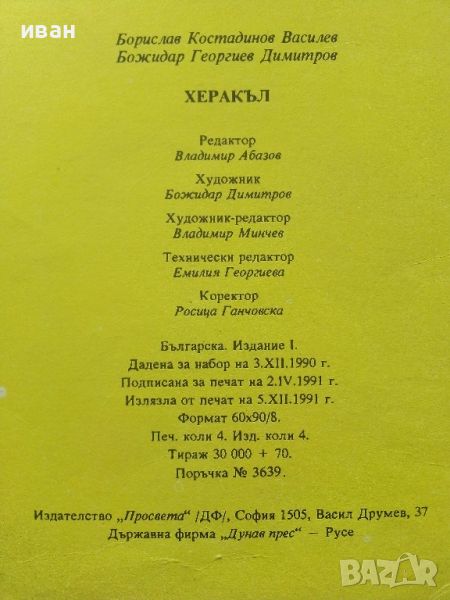 иван
Борислав Костадинов Василев
Божидар Георгиев Димитров
ХЕРАКЪЛ
Редактор
Владимир Абазов
Художник
Божидар Димитров
Художник-редактор
Владимир Минчев
Технически редактор
Емилия Георгиева
Коректор
Росица Ганчовска
Българска. Издание I.
Дадена за набор на 3.XII.1990 г.
Подписана за печат на 2.IV.1991 г.
Излязла от печат на 5.XII.1991 г.
Формат 60x90/8.
Печ. коли 4. Изд. коли 4.
Тираж 30 000 + 70.
Поръчка № 3639.
Издателство „Просвета“ /ДФ/, София 1505, Васил Друмев, 37
Държавна фирма „Дунав прес“ — Русе
BAZAR